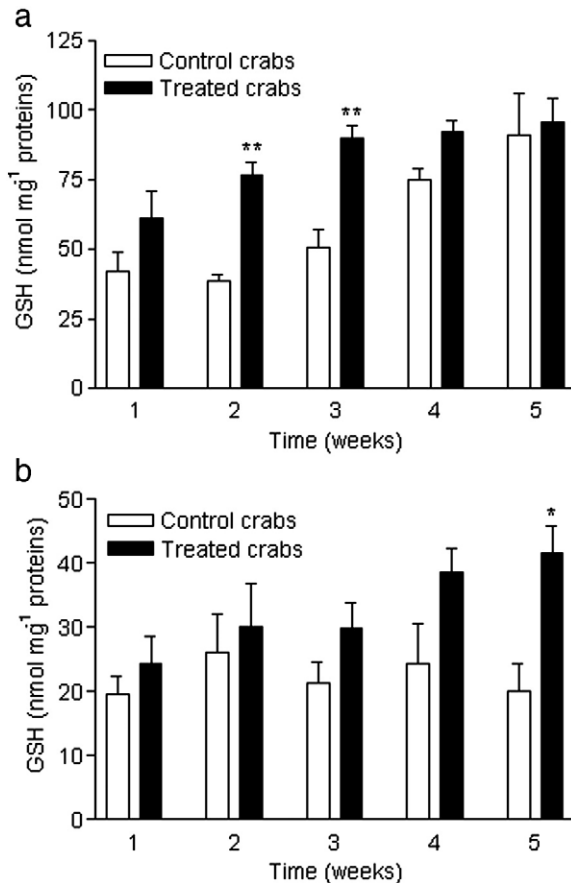 a
125
100
75
50
25
0
GSH (nmol mg⁻¹ proteins)
Control crabs
Treated crabs
**
**
1 2 3 4 5
Time (weeks)
b
50
40
30
20
10
0
GSH (nmol mg⁻¹ proteins)
Control crabs
Treated crabs
*
1 2 3 4 5
Time (weeks)